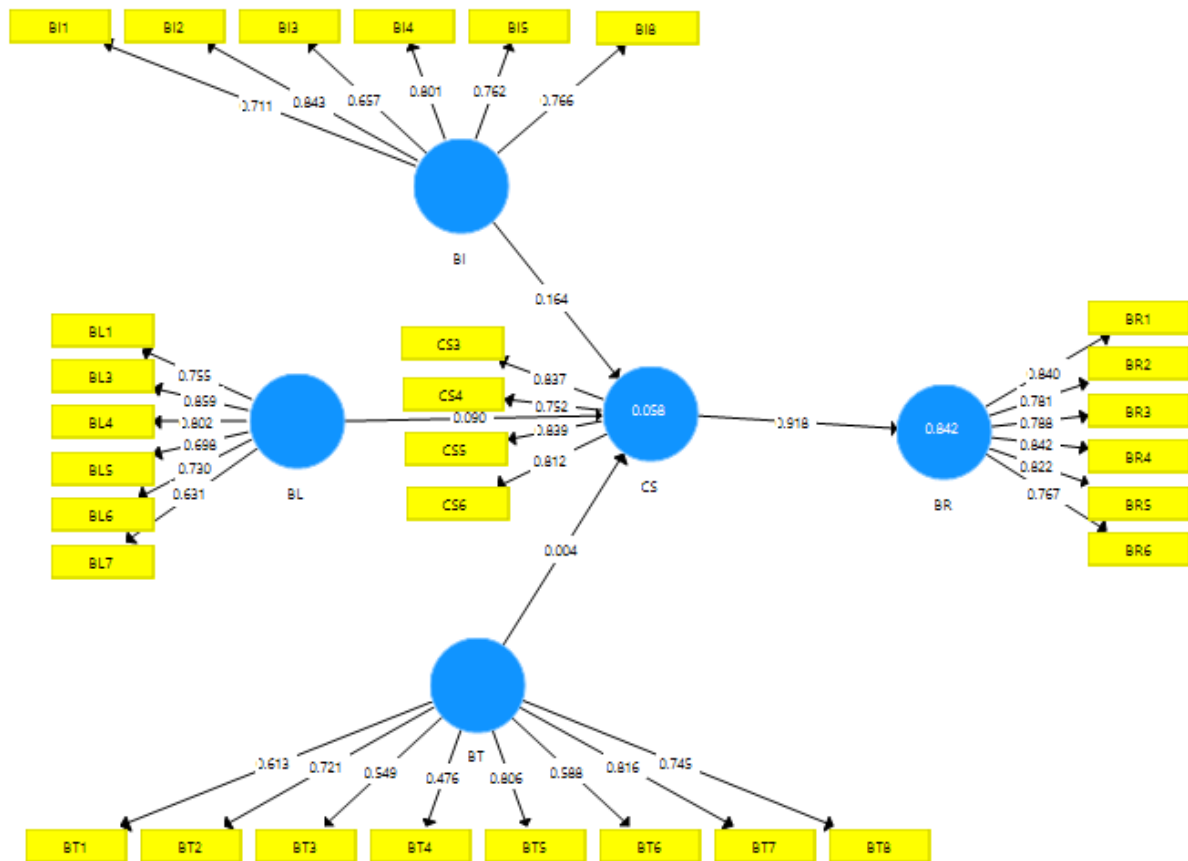 BI1 BI2 BI3 BI4 BI5 BI8
0.711 0.843 0.657 0.801 0.762 0.766
BI
0.164
BL1
BL3
BL4
BL5
BL6
BL7
0.755
0.859
0.802
0.698
0.730
0.631
BL
0.090
CS3
CS4
CS5
CS6
0.837
0.752
0.839
0.812
0.058
CS
0.918
0.842
BR
0.840
0.781
0.788
0.842
0.822
0.767
BR1
BR2
BR3
BR4
BR5
BR6
0.004
BT
0.613 0.721 0.549 0.476 0.806 0.588 0.816 0.745
BT1 BT2 BT3 BT4 BT5 BT6 BT7 BT8